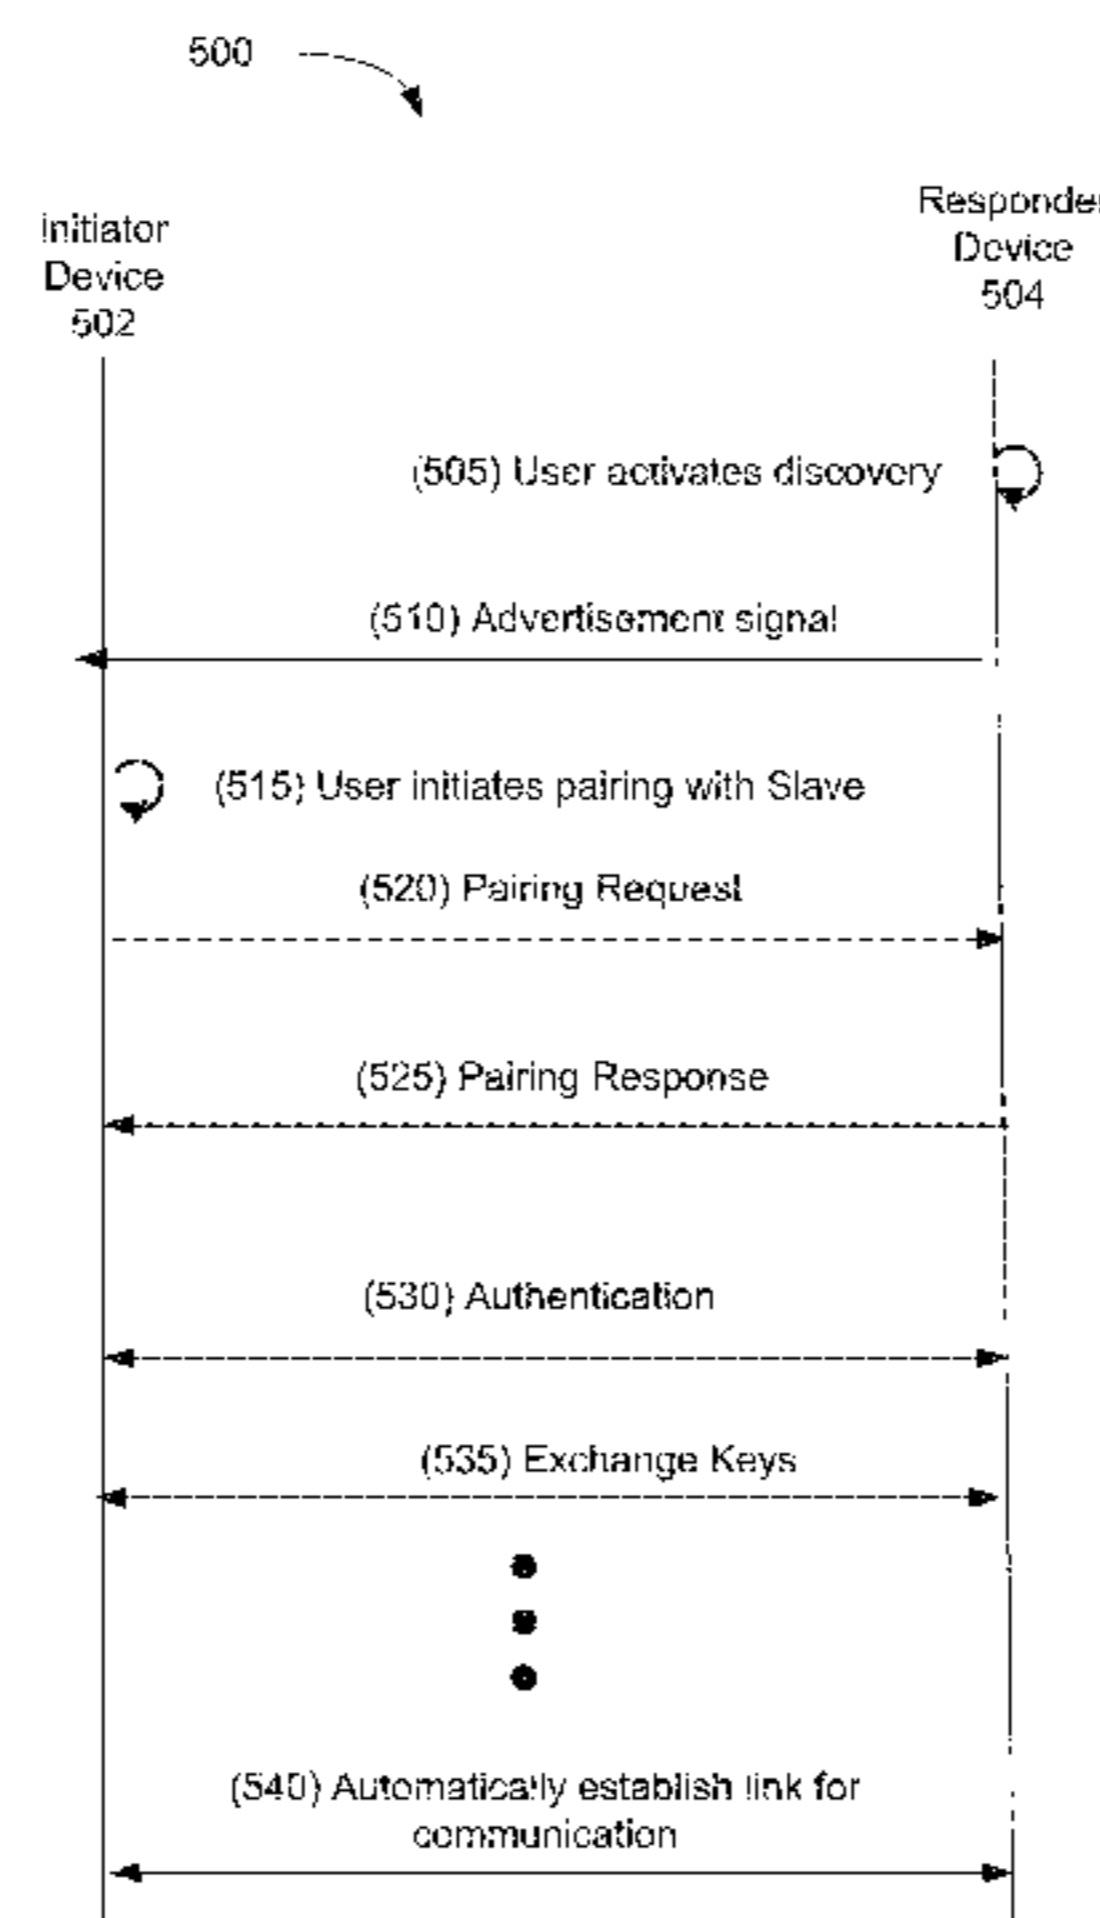 500
Initiator
Device
502
Responder
Device
504
(505) User activates discovery
(510) Advertisement signal
(515) User initiates pairing with Slave
(520) Pairing Request
(525) Pairing Response
(530) Authentication
(535) Exchange Keys
(540) Automatically establish link for
communication